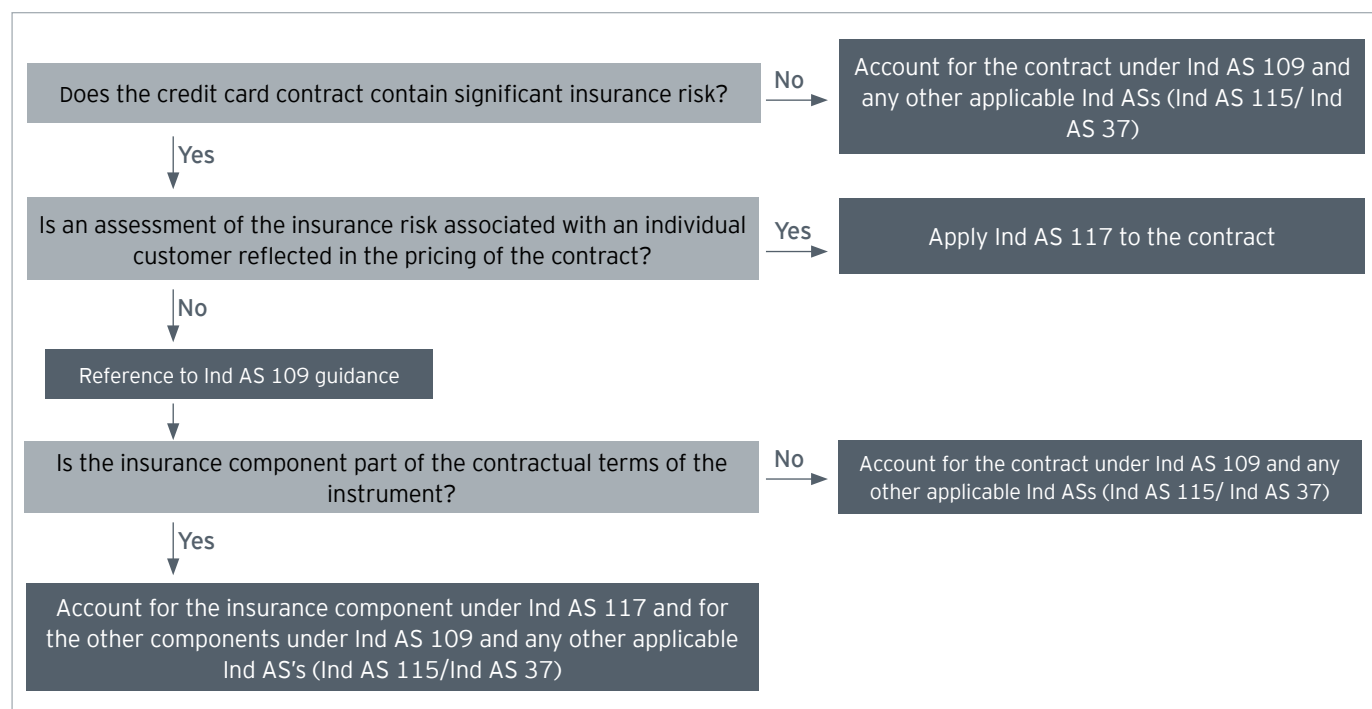 Does the credit card contract contain significant insurance risk?
No
Account for the contract under Ind AS 109 and
any other applicable Ind ASs (Ind AS 115/ Ind
AS 37)
Yes
Is an assessment of the insurance risk associated with an individual
customer reflected in the pricing of the contract?
Yes
Apply Ind AS 117 to the contract
No
Reference to Ind AS 109 guidance
Is the insurance component part of the contractual terms of the
instrument?
No
Account for the contract under Ind AS 109 and any
other applicable Ind ASs (Ind AS 115/ Ind AS 37)
Yes
Account for the insurance component under Ind AS 117 and for
the other components under Ind AS 109 and any other applicable
Ind AS's (Ind AS 115/Ind AS 37)